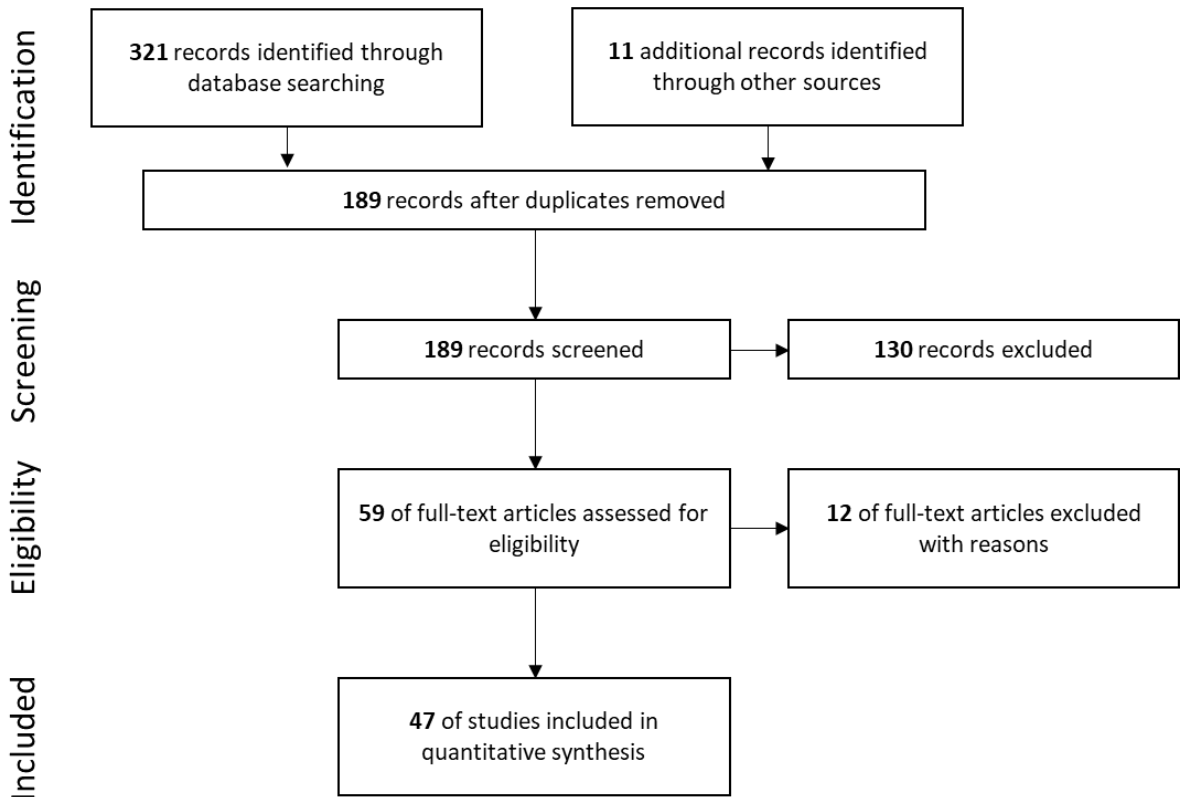 Identification
321 records identified through
database searching
11 additional records identified
through other sources
189 records after duplicates removed
Screening
189 records screened
130 records excluded
Eligibility
59 of full-text articles assessed for
eligibility
12 of full-text articles excluded
with reasons
Included
47 of studies included in
quantitative synthesis